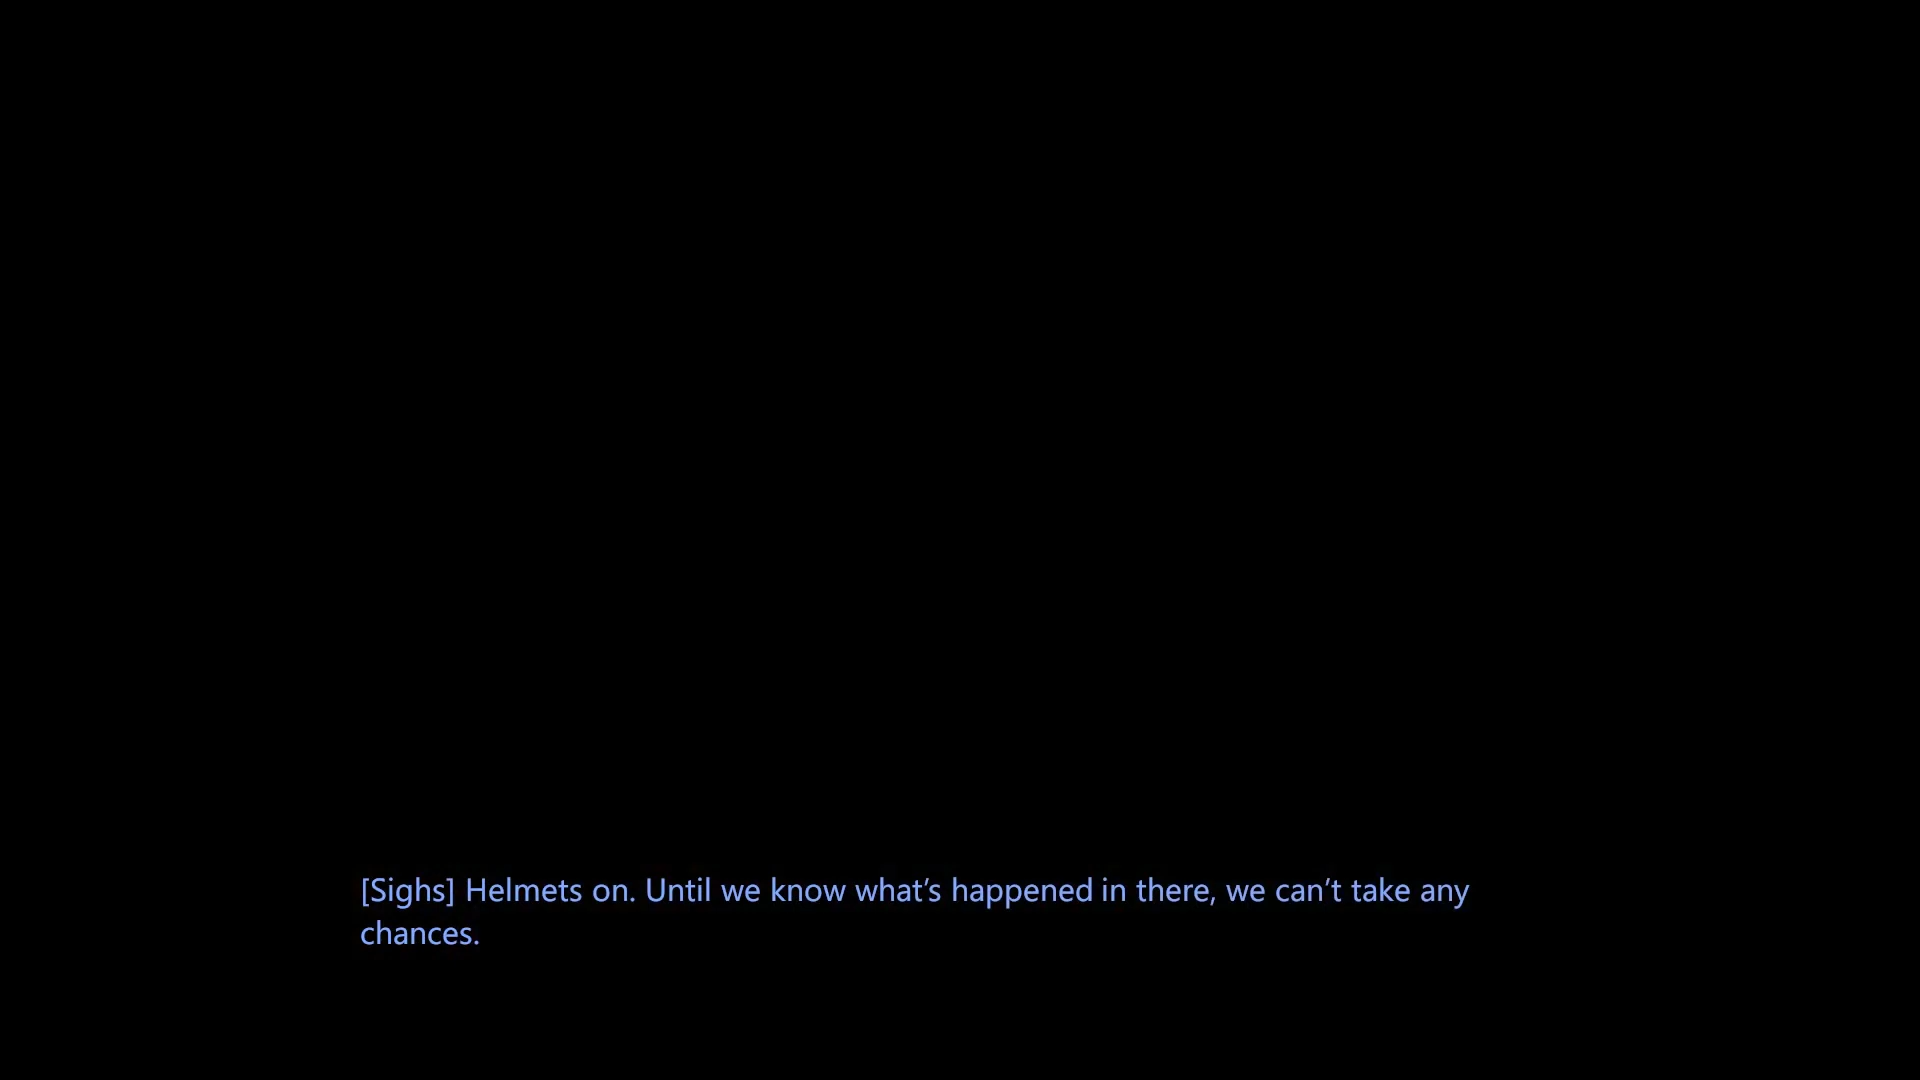 [Sighs] Helmets on. Until we know what’s happened in there, we can’t take any
chances.